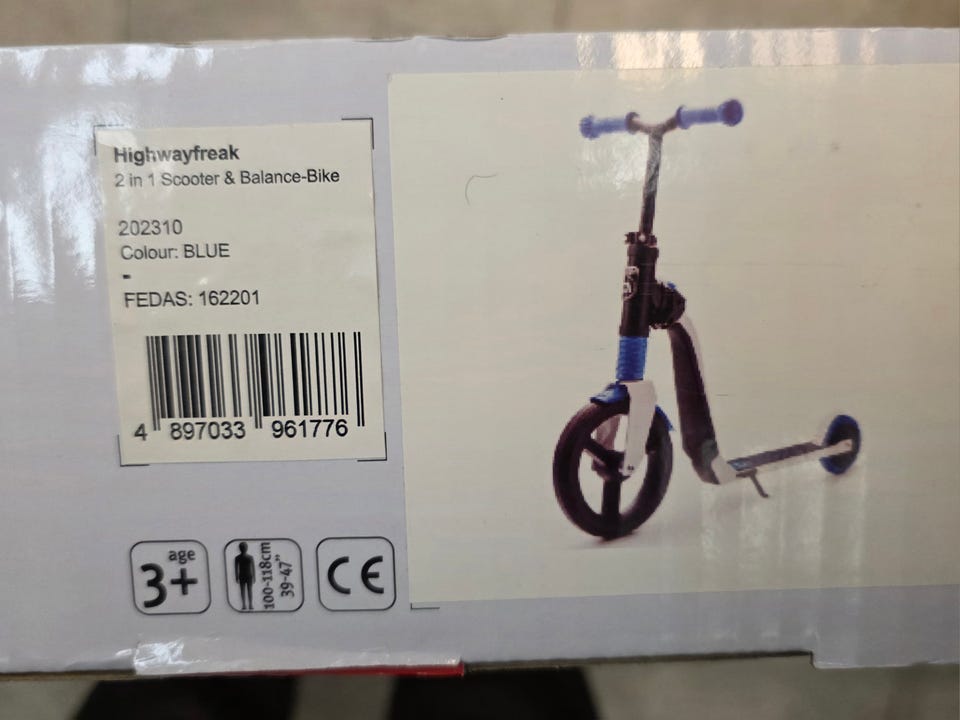 Highwayfreak
2 in 1 Scooter & Balance-Bike
202310
Colour: BLUE
-
FEDAS: 162201
4 897033 961776
age
3+
100-118cm
39-47"
CE